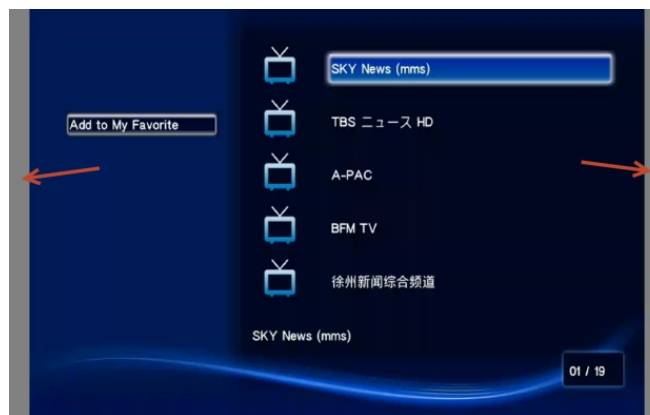 SKY News (mms)
Add to My Favorite
TBS ニュース HD
A-PAC
BFM TV
徐州新闻综合频道
SKY News (mms)
01 / 19